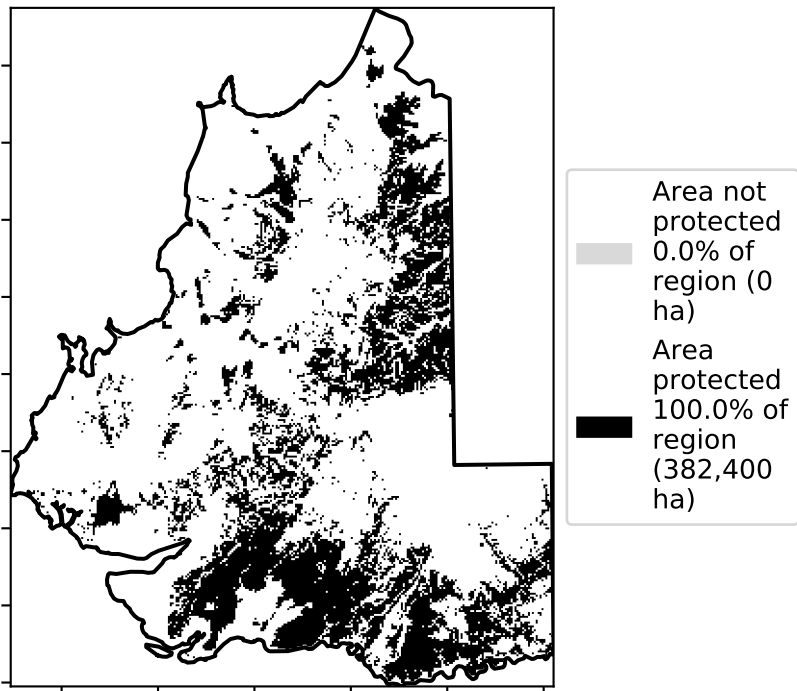 Area not
protected
0.0% of
region (0
ha)
Area
protected
100.0% of
region
(382,400
ha)